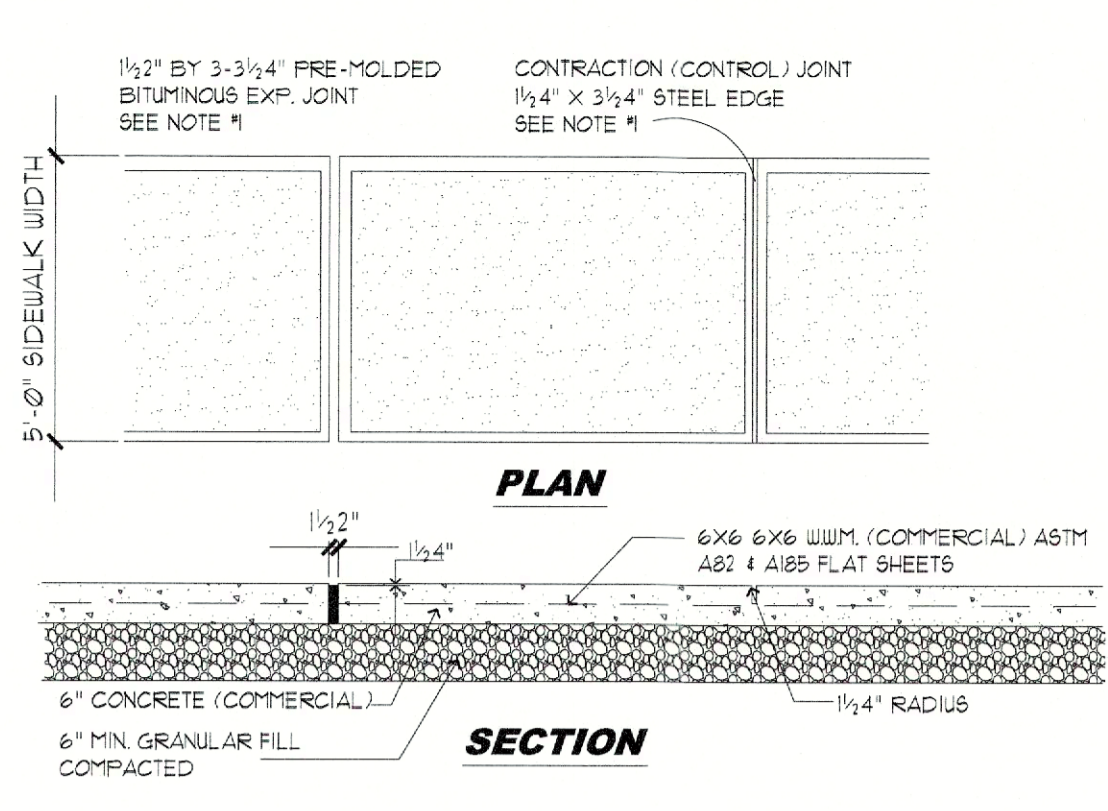 1½2" BY 3-3½4" PRE-MOLDED
BITUMINOUS EXP. JOINT
SEE NOTE #1
CONTRACTION (CONTROL) JOINT
1½4" X 3½4" STEEL EDGE
SEE NOTE #1
5'-0" SIDEWALK WIDTH
PLAN
1½2"
1½4"
6X6 6X6 W.W.M. (COMMERCIAL) ASTM
A82 & A185 FLAT SHEETS
6" CONCRETE (COMMERCIAL)
1½4" RADIUS
6" MIN. GRANULAR FILL
COMPACTED
SECTION